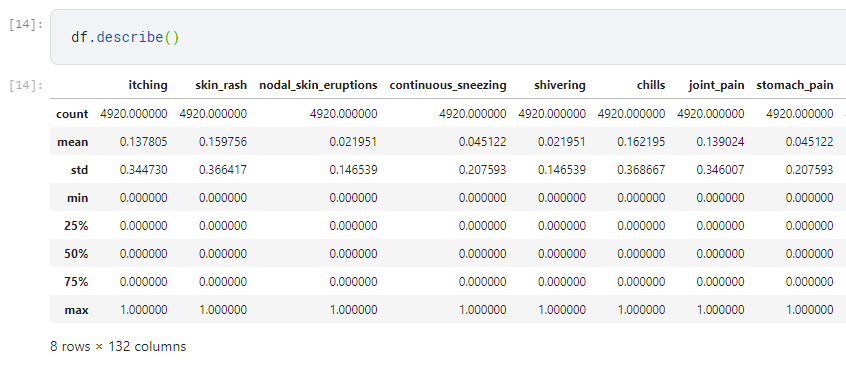 [14]: df.describe()
[14]: itching skin_rash nodal_skin_eruptions continuous_sneezing shivering chills joint_pain stomach_pain
count 4920.000000 4920.000000 4920.000000 4920.000000 4920.000000 4920.000000 4920.000000 4920.000000
mean 0.137805 0.159756 0.021951 0.045122 0.021951 0.162195 0.139024 0.045122
std 0.344730 0.366417 0.146539 0.207593 0.146539 0.368667 0.346007 0.207593
min 0.000000 0.000000 0.000000 0.000000 0.000000 0.000000 0.000000 0.000000
25% 0.000000 0.000000 0.000000 0.000000 0.000000 0.000000 0.000000 0.000000
50% 0.000000 0.000000 0.000000 0.000000 0.000000 0.000000 0.000000 0.000000
75% 0.000000 0.000000 0.000000 0.000000 0.000000 0.000000 0.000000 0.000000
max 1.000000 1.000000 1.000000 1.000000 1.000000 1.000000 1.000000 1.000000
8 rows × 132 columns